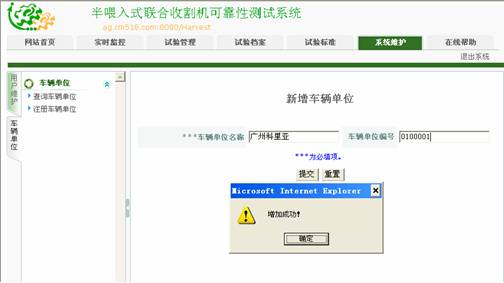 半喂入式联合收割机可靠性测试系统
ag.cm518.com:8080/Harvest
网站首页 实时监控 试验管理 试验档案 试验标准 系统维护 在线帮助
退出系统
用户维护
车辆单位
车辆单位
查询车辆单位
注册车辆单位
新增车辆单位
***车辆单位名称 广州科星亚 车辆单位编号 0100001
***为必填项。
提交 重置
Microsoft Internet Explorer
增加成功!
确定